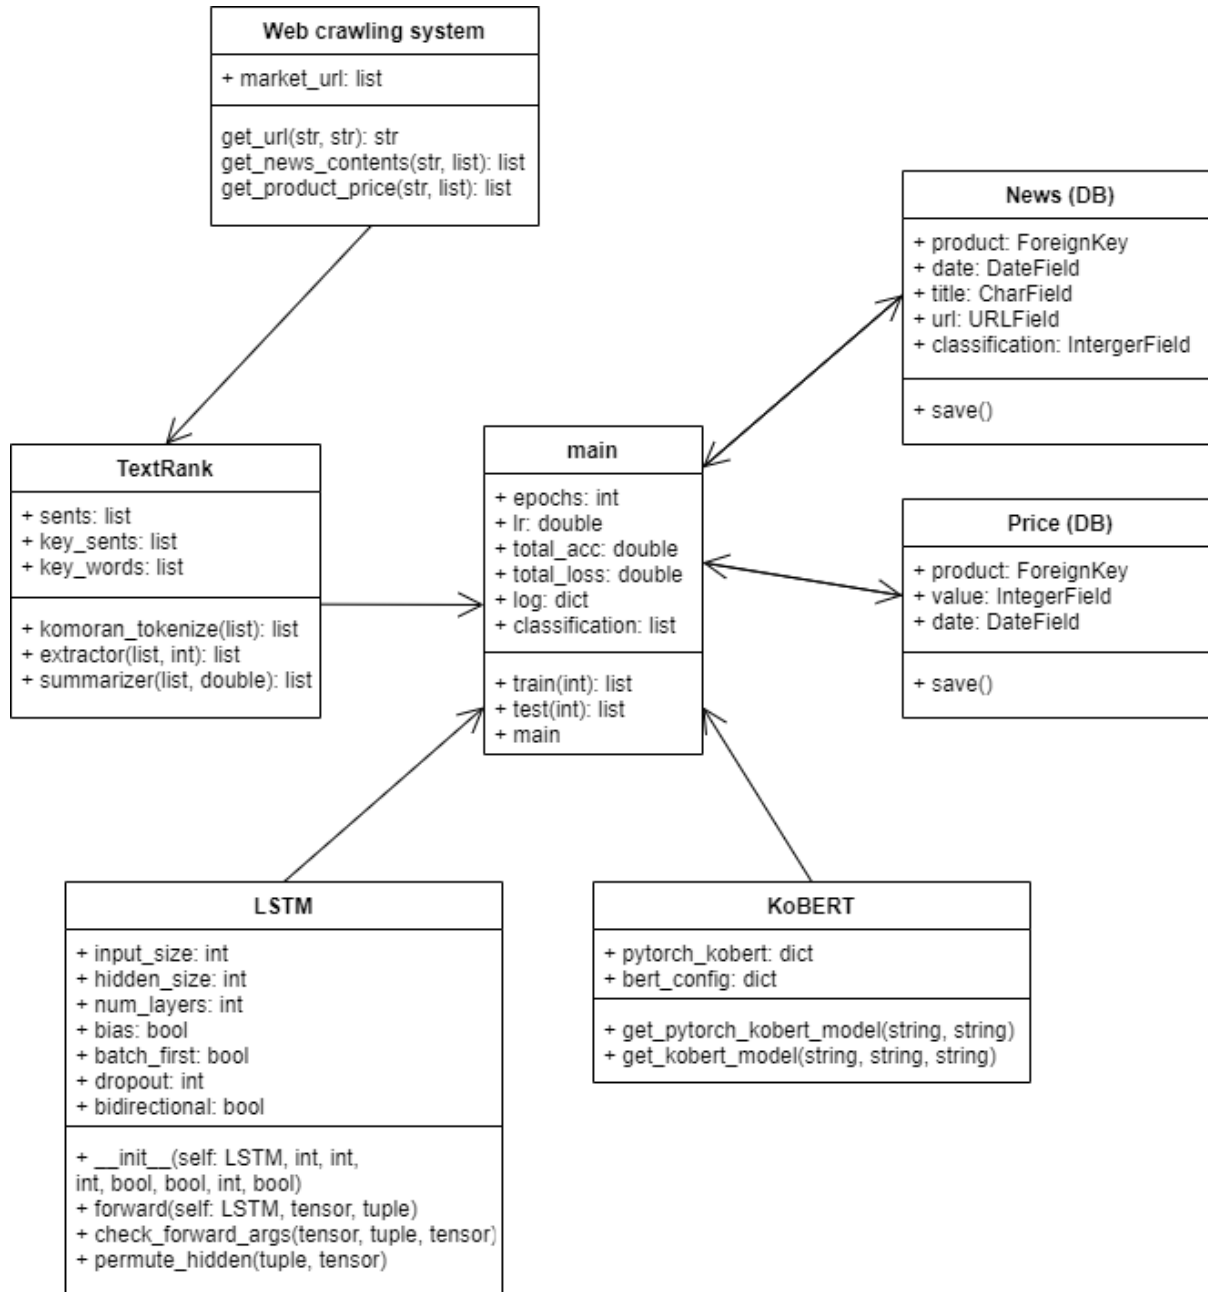 Web crawling system
+ market_url: list
get_url(str, str): str
get_news_contents(str, list): list
get_product_price(str, list): list
News (DB)
+ product: ForeignKey
+ date: DateField
+ title: CharField
+ url: URLField
+ classification: IntergerField
+ save()
TextRank
+ sents: list
+ key_sents: list
+ key_words: list
+ komoran_tokenize(list): list
+ extractor(list, int): list
+ summarizer(list, double): list
main
+ epochs: int
+ lr: double
+ total_acc: double
+ total_loss: double
+ log: dict
+ classification: list
+ train(int): list
+ test(int): list
+ main
Price (DB)
+ product: ForeignKey
+ value: IntegerField
+ date: DateField
+ save()
LSTM
+ input_size: int
+ hidden_size: int
+ num_layers: int
+ bias: bool
+ batch_first: bool
+ dropout: int
+ bidirectional: bool
+ __init__(self: LSTM, int, int,
int, bool, bool, int, bool)
+ forward(self: LSTM, tensor, tuple)
+ check_forward_args(tensor, tuple, tensor)
+ permute_hidden(tuple, tensor)
KoBERT
+ pytorch_kobert: dict
+ bert_config: dict
+ get_pytorch_kobert_model(string, string)
+ get_kobert_model(string, string, string)